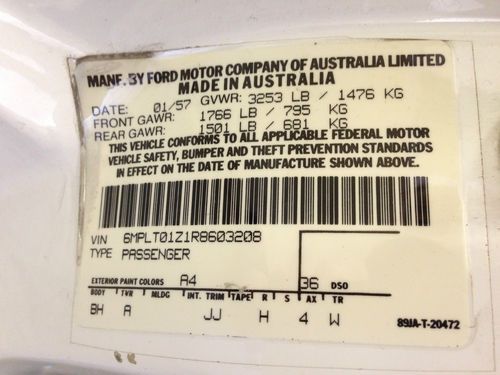 MANF. BY FORD MOTOR COMPANY OF AUSTRALIA LIMITED
MADE IN AUSTRALIA
DATE: 01/57 GVWR: 3253 LB / 1476 KG
FRONT GAWR: 1766 LB / 795 KG
REAR GAWR: 1501 LB / 681 KG
THIS VEHICLE CONFORMS TO ALL APPLICABLE FEDERAL MOTOR
VEHICLE SAFETY, BUMPER AND THEFT PREVENTION STANDARDS
IN EFFECT ON THE DATE OF MANUFACTURE SHOWN ABOVE.
VIN 6MPLT01Z1R8603208
TYPE PASSENGER
EXTERIOR PAINT COLORS A4 36 DSO
BODY TVR MLDG INT. TRIM TAPE R S AX TR
BH A JJ H 4 W
89JA-T-20472